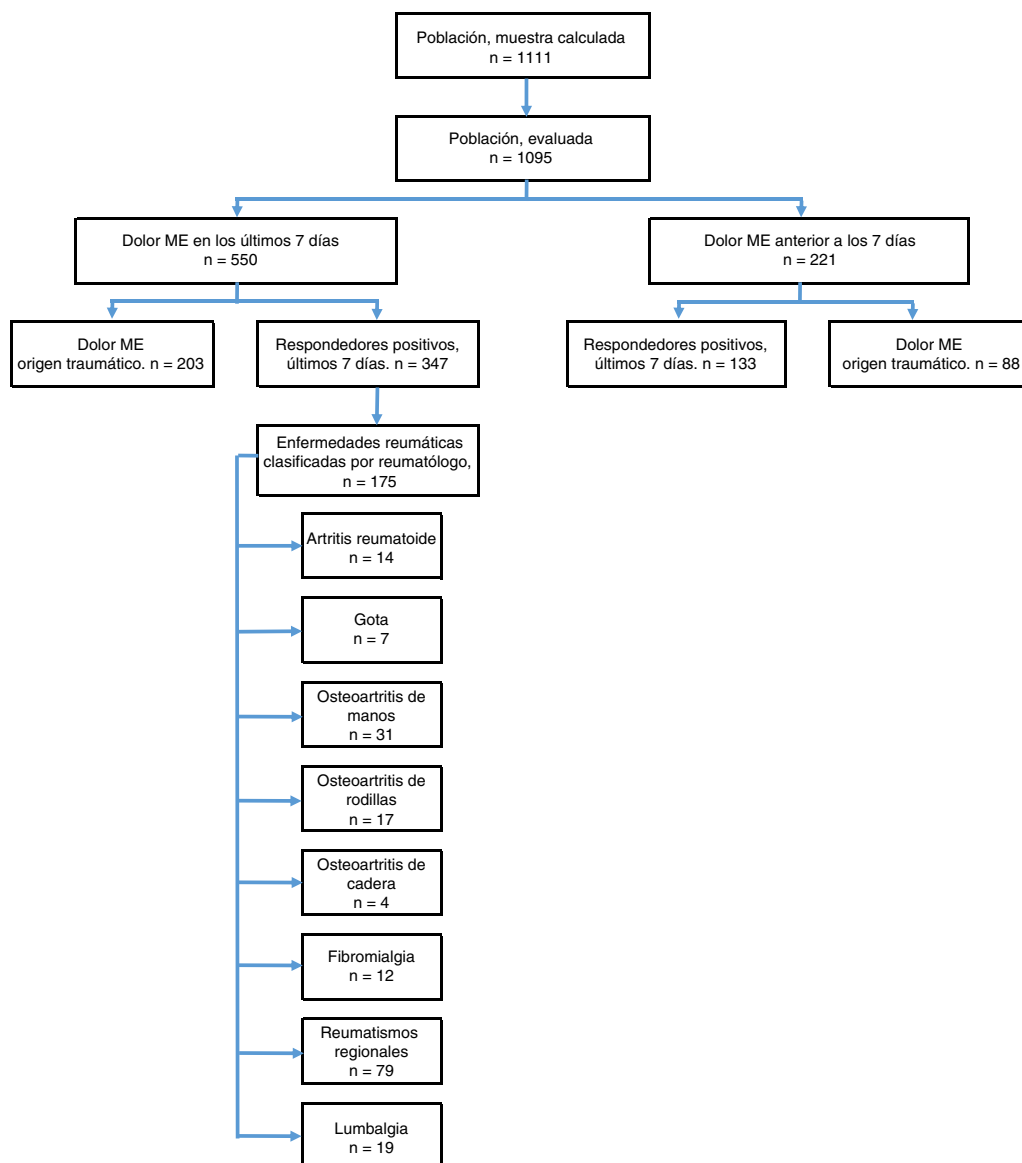 Población, muestra calculada
n = 1111
Población, evaluada
n = 1095
Dolor ME en los últimos 7 días
n = 550
Dolor ME anterior a los 7 días
n = 221
Dolor ME
origen traumático. n = 203
Respondedores positivos,
últimos 7 días. n = 347
Respondedores positivos,
últimos 7 días. n = 133
Dolor ME
origen traumático. n = 88
Enfermedades reumáticas
clasificadas por reumatólogo,
n = 175
Artritis reumatoide
n = 14
Gota
n = 7
Osteoartritis de
manos
n = 31
Osteoartritis de
rodillas
n = 17
Osteoartritis de
cadera
n = 4
Fibromialgia
n = 12
Reumatismos
regionales
n = 79
Lumbalgia
n = 19